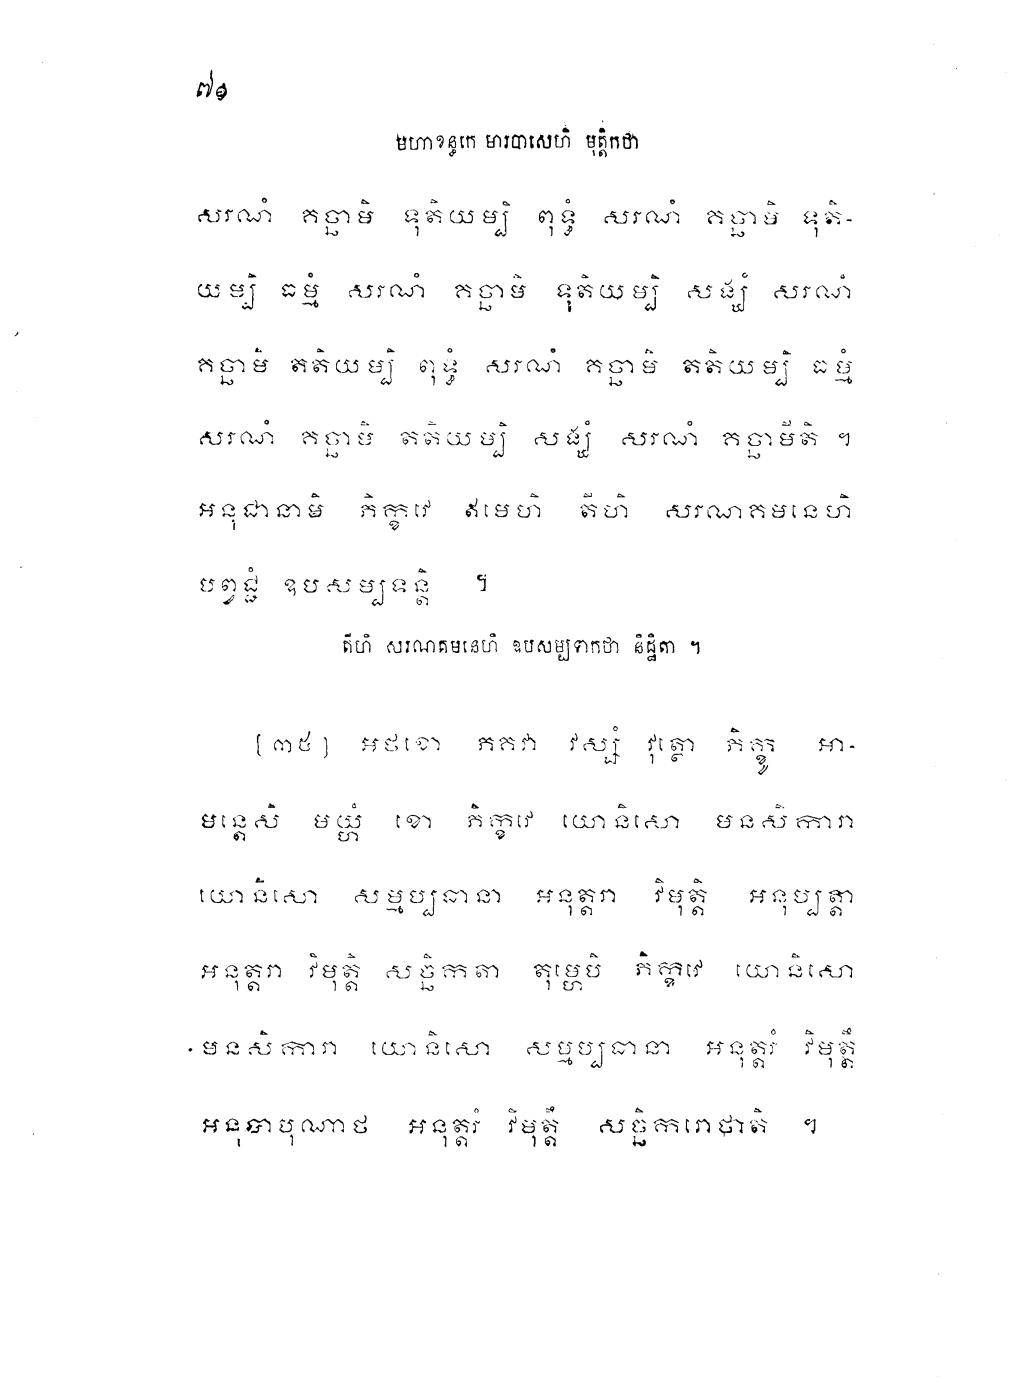 ៧១
មហាខន្ធកេ មារបាសេហិ មុត្តិកថា
សរណំ គច្ឆាមិ ទុតិយម្បិ ពុទ្ធំ សរណំ គច្ឆាមិ ទុតិ-
យម្បិ ធម្មំ សរណំ គច្ឆាមិ ទុតិយម្បិ សង្ឃំ សរណំ
គច្ឆាមិ តតិយម្បិ ពុទ្ធំ សរណំ គច្ឆាមិ តតិយម្បិ ធម្មំ
សរណំ គច្ឆាមិ តតិយម្បិ សង្ឃំ សរណំ គច្ឆាមីតិ ។
អនុជានាមិ ភិក្ខវេ ឥមេហិ តីហិ សរណគមនេហិ
បព្វជ្ជំ ឧបសម្បទន្តិ ។
តីហិ សរណគមនេហិ ឧបសម្បទាកថា និដ្ឋិតា ។
[៣៥] អថខោ ភគវា វស្សំ វុត្ថោ ភិក្ខូ អា-
មន្តេសិ មយ្ហំ ខោ ភិក្ខវេ យោនិសោ មនសិការា
យោនិសោ សម្មប្បធានា អនុត្តរា វិមុត្តិ អនុប្បត្តា
អនុត្តរា វិមុត្តិ សច្ឆិកតា តុម្ហេបិ ភិក្ខវេ យោនិសោ
មនសិការា យោនិសោ សម្មប្បធានា អនុត្តរំ វិមុត្តឹ
អនុបាបុណាថ អនុត្តរំ វិមុត្តឹ សច្ឆិករោថាតិ ។